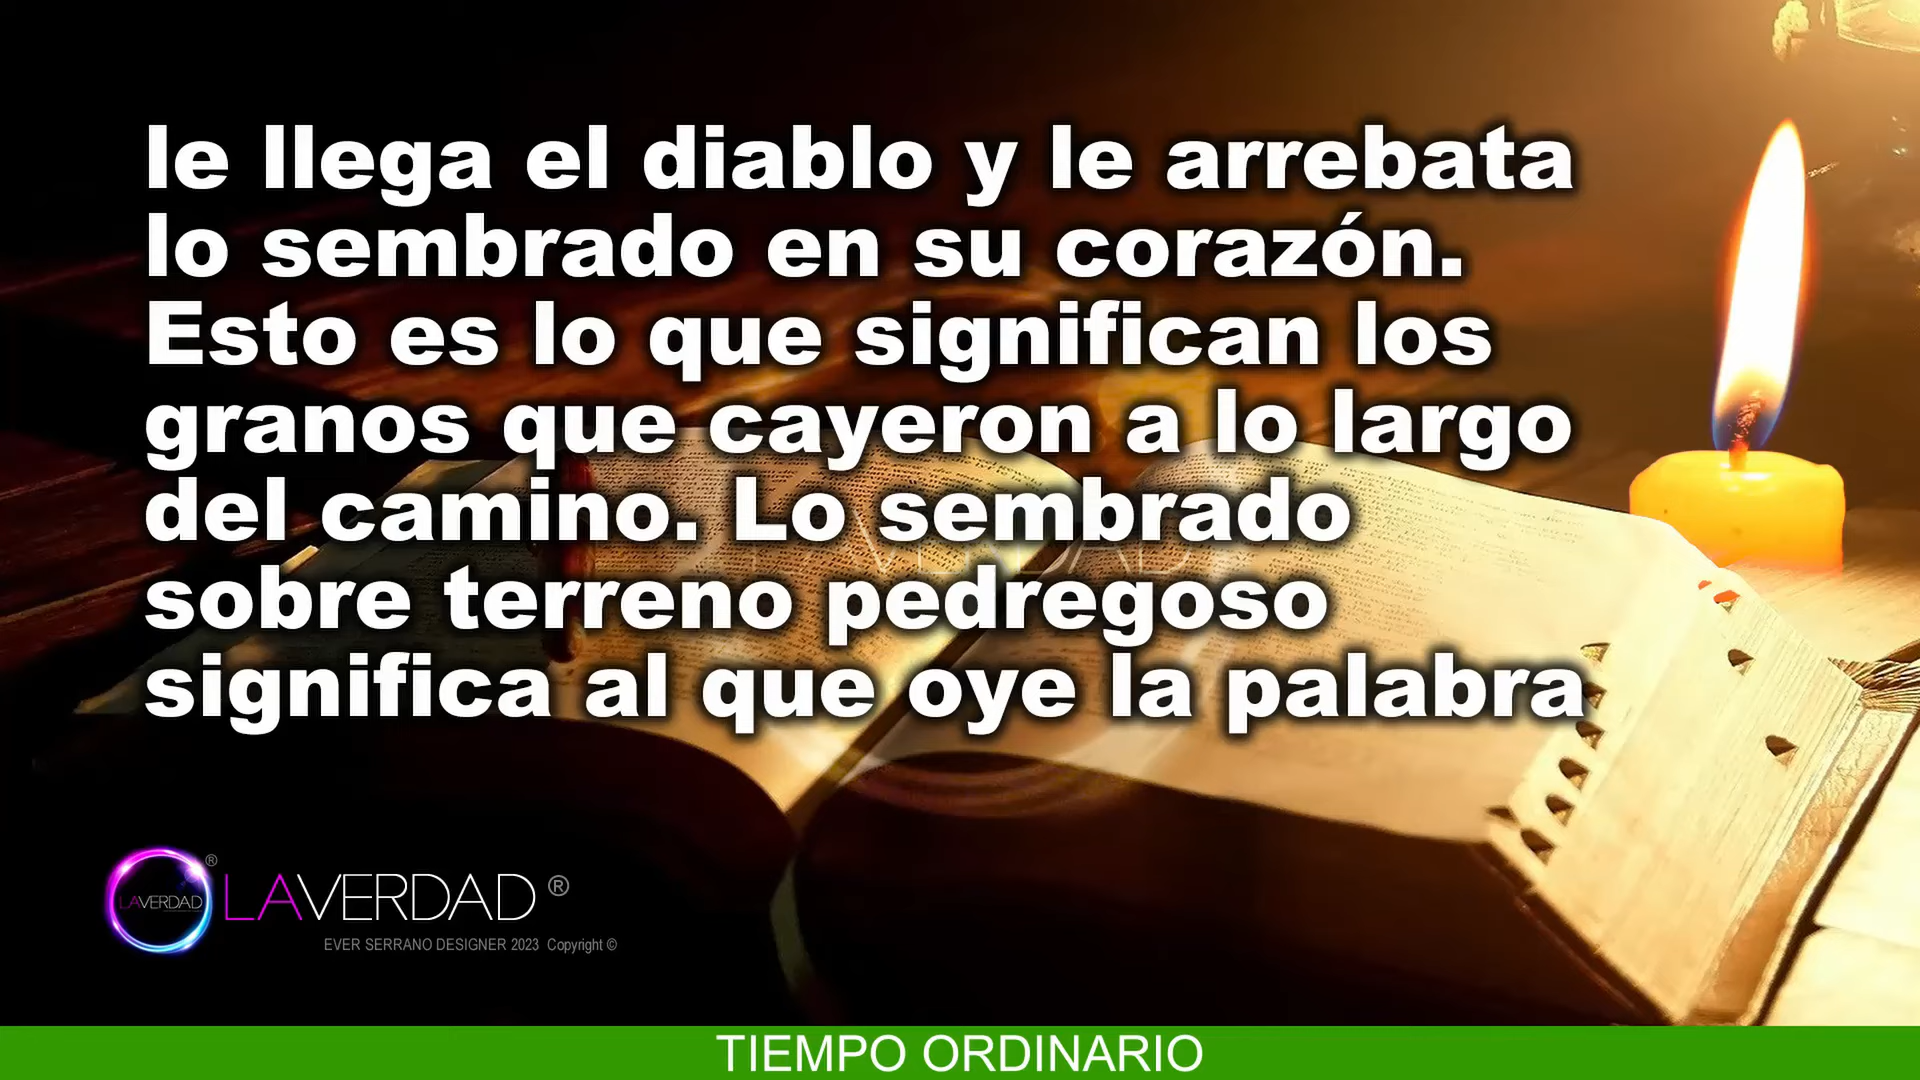 le llega el diablo y le arrebata
lo sembrado en su corazón.
Esto es lo que significan los
granos que cayeron a lo largo
del camino. Lo sembrado
sobre terreno pedregoso
significa al que oye la palabra
LAVERDAD ®
LAVERDAD ®
EVER SERRANO DESIGNER 2023 Copyright ©
TIEMPO ORDINARIO